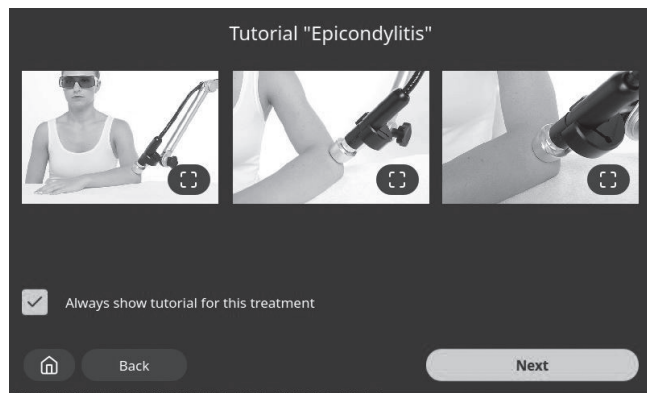 Tutorial "Epicondylitis"
Always show tutorial for this treatment
Back
Next